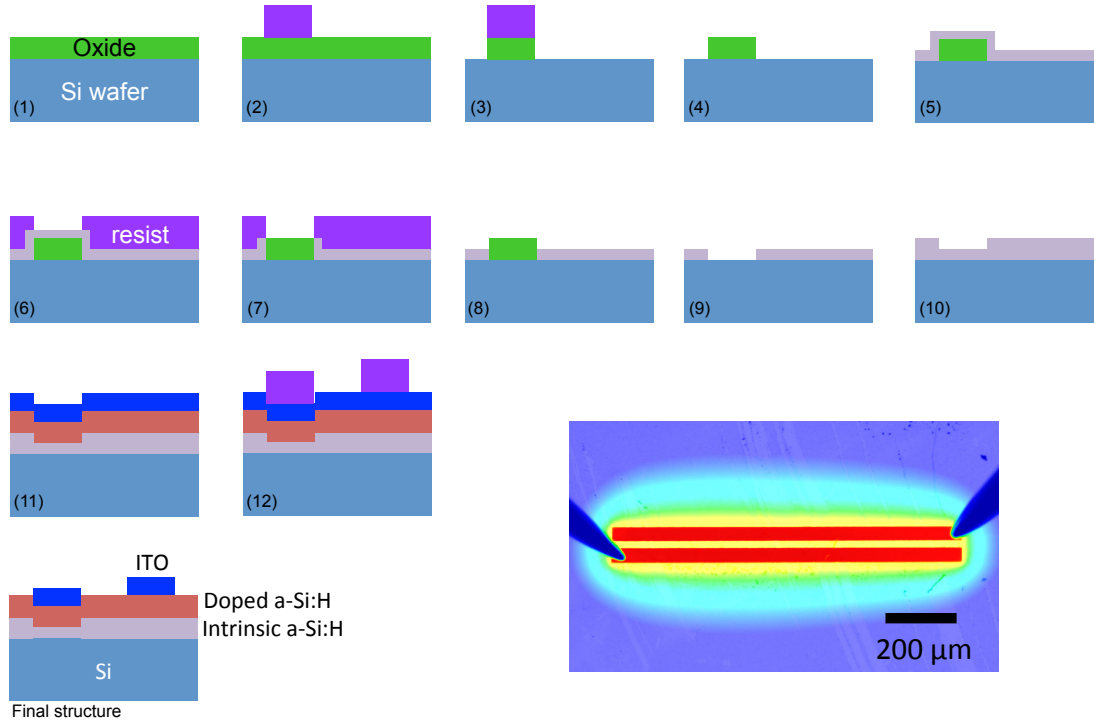 Oxide
Si wafer
(1)
(2)
(3)
(4)
(5)
resist
(6)
(7)
(8)
(9)
(10)
(11)
(12)
ITO
Doped a-Si:H
Intrinsic a-Si:H
Si
Final structure
200 μm